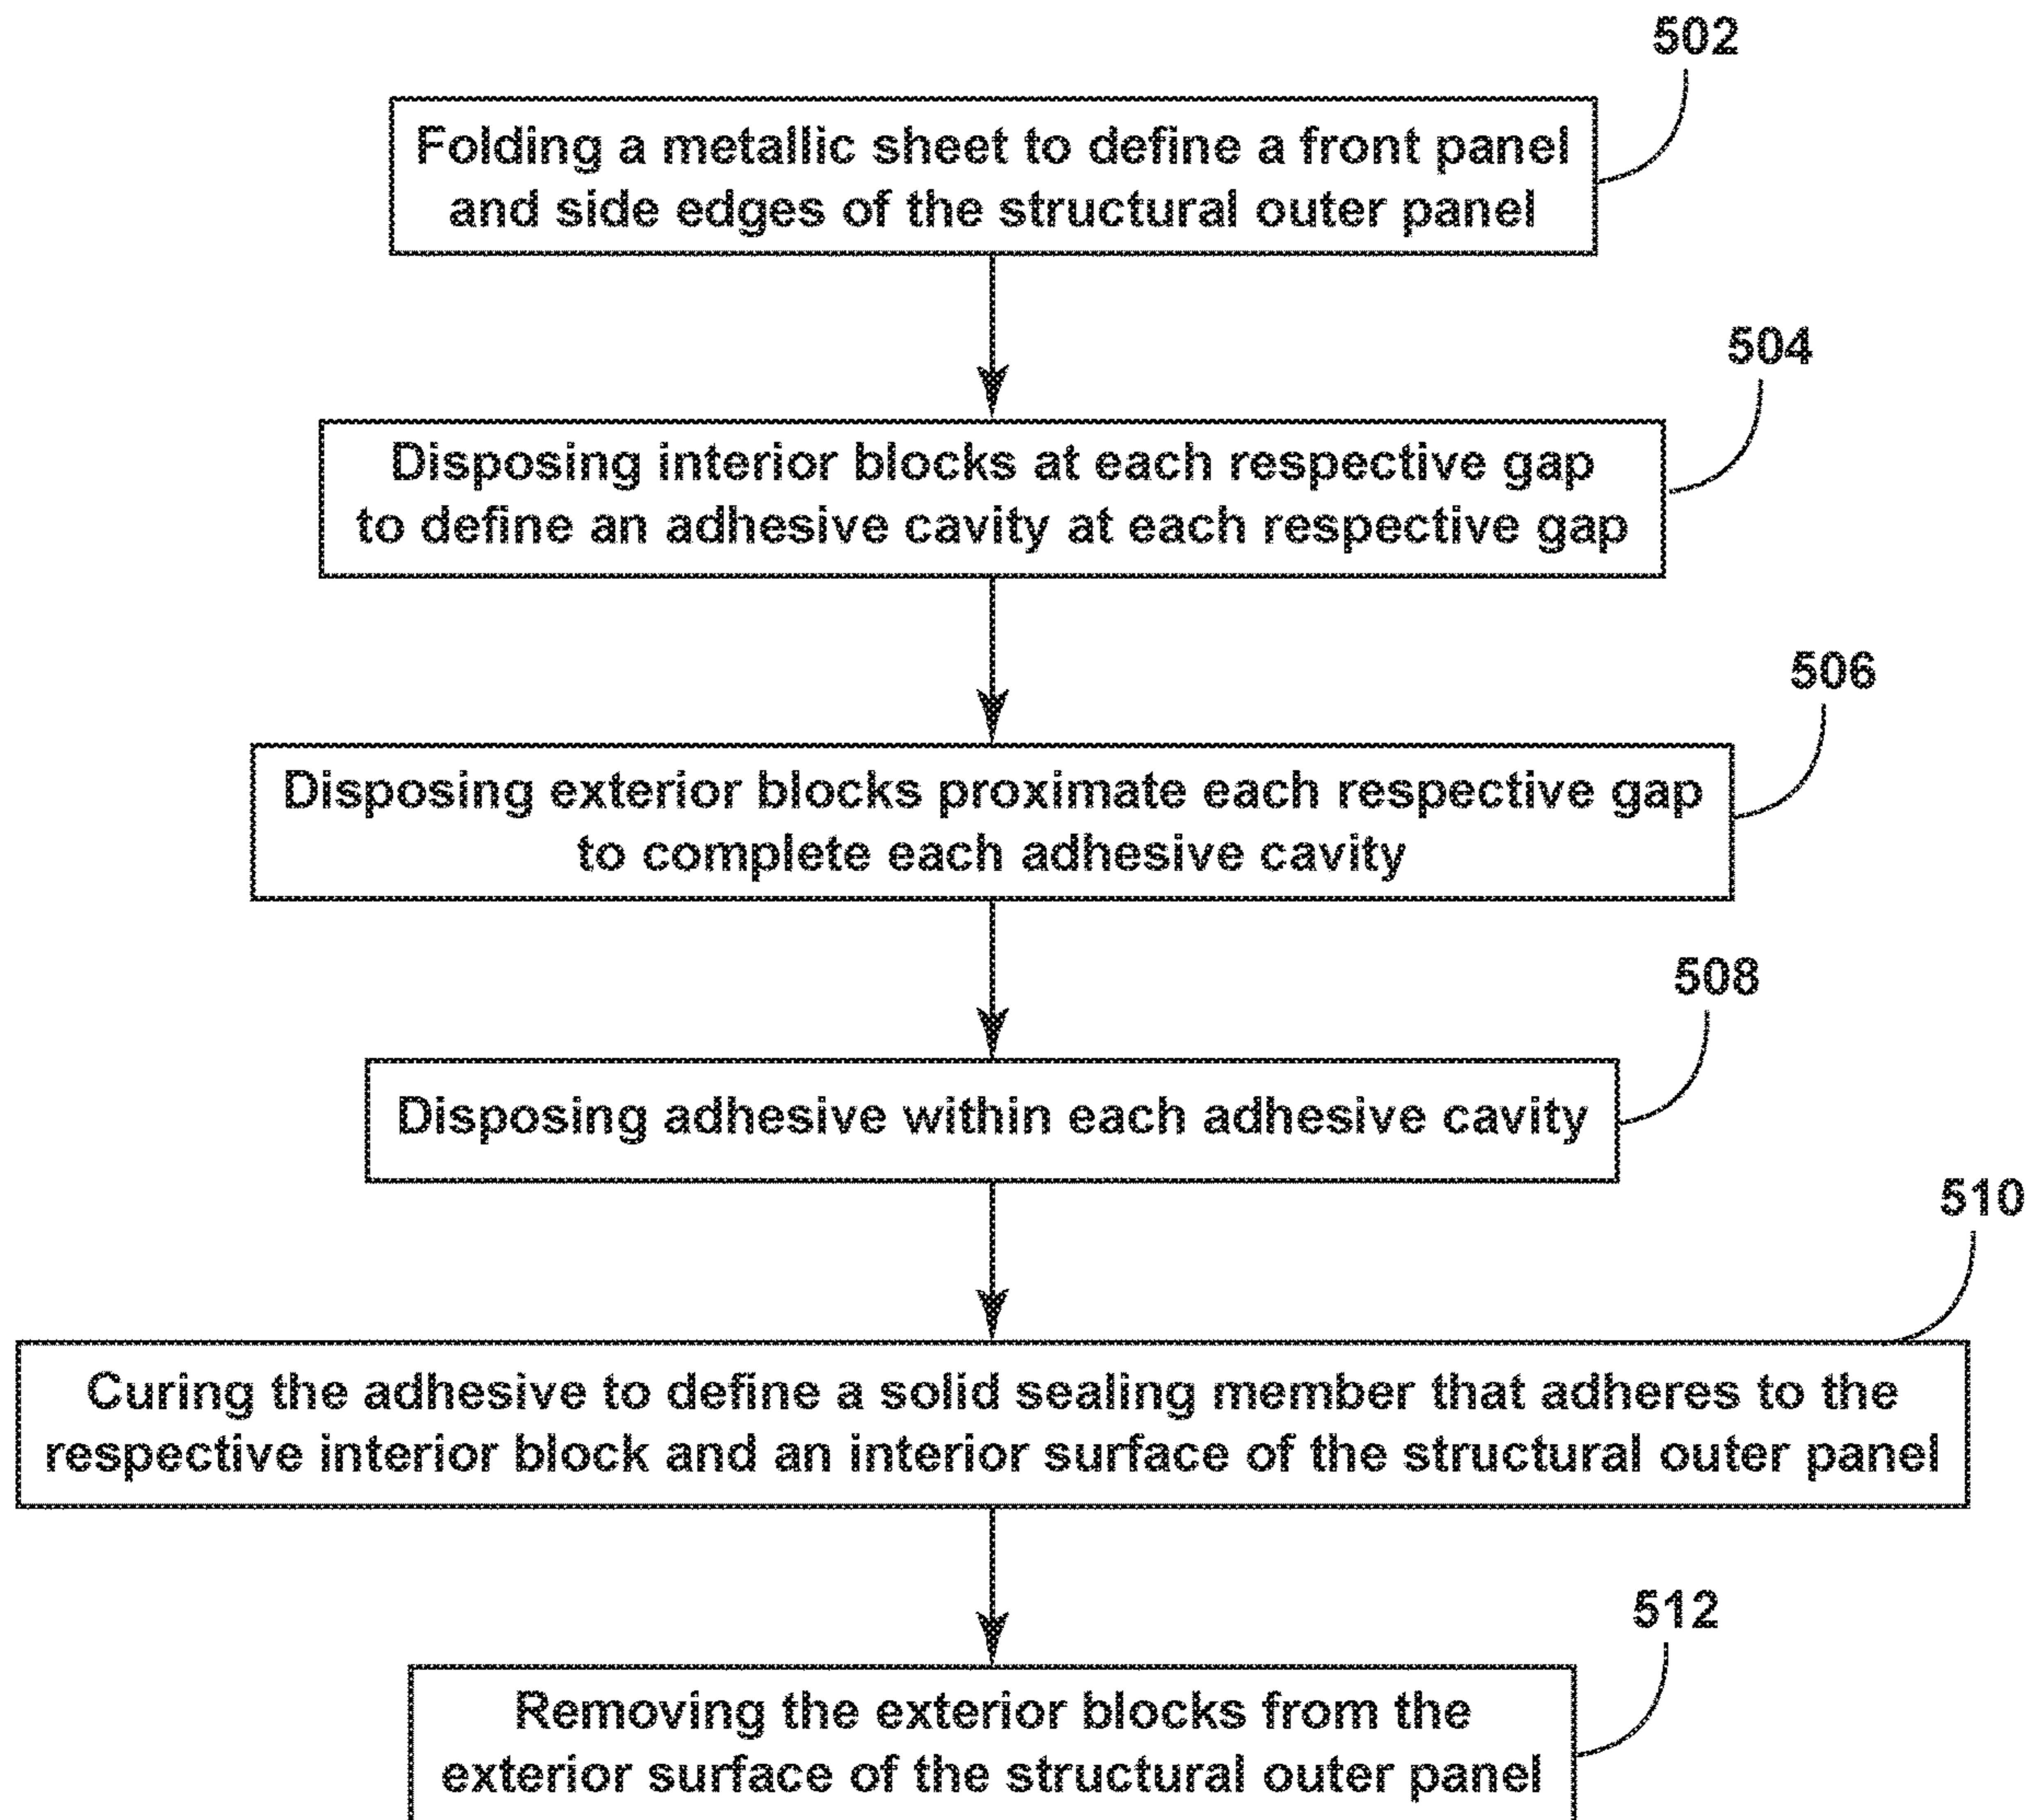 502
Folding a metallic sheet to define a front panel
and side edges of the structural outer panel
504
Disposing interior blocks at each respective gap
to define an adhesive cavity at each respective gap
506
Disposing exterior blocks proximate each respective gap
to complete each adhesive cavity
508
Disposing adhesive within each adhesive cavity
510
Curing the adhesive to define a solid sealing member that adheres to the
respective interior block and an interior surface of the structural outer panel
512
Removing the exterior blocks from the
exterior surface of the structural outer panel